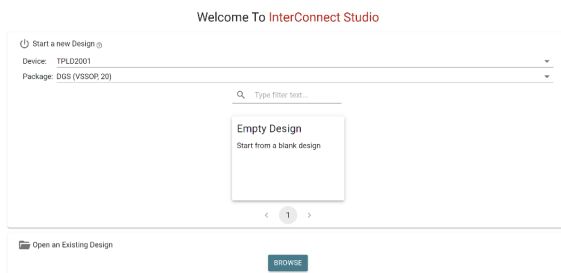 Welcome To InterConnect Studio
Start a new Design
Device: TPLD2001
Package: DGS (VSSOP, 20)
Type filter text...
Empty Design
Start from a blank design
< 1 >
Open an Existing Design
BROWSE